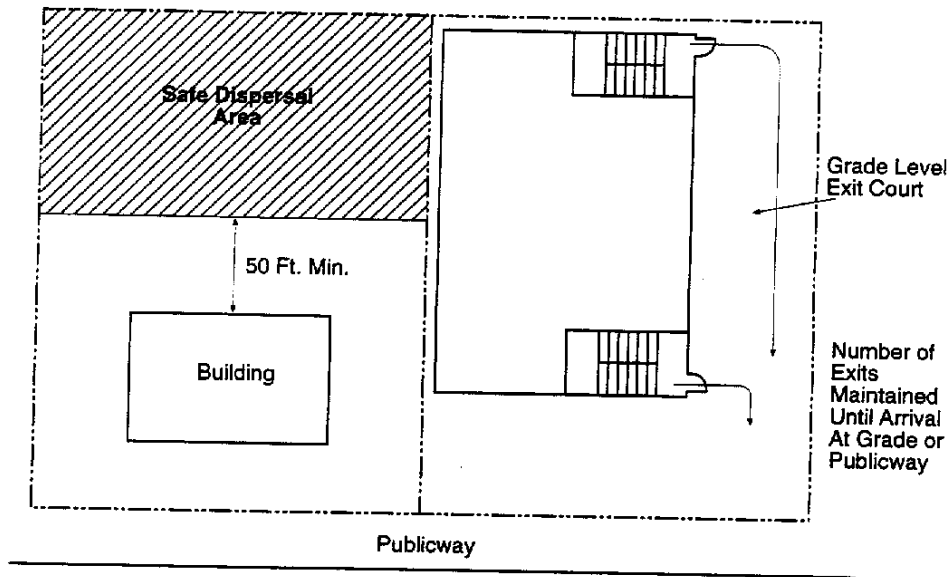 Safe Dispersal
Area
50 Ft. Min.
Building
Grade Level
Exit Court
Number of
Exits
Maintained
Until Arrival
At Grade or
Publicway
Publicway